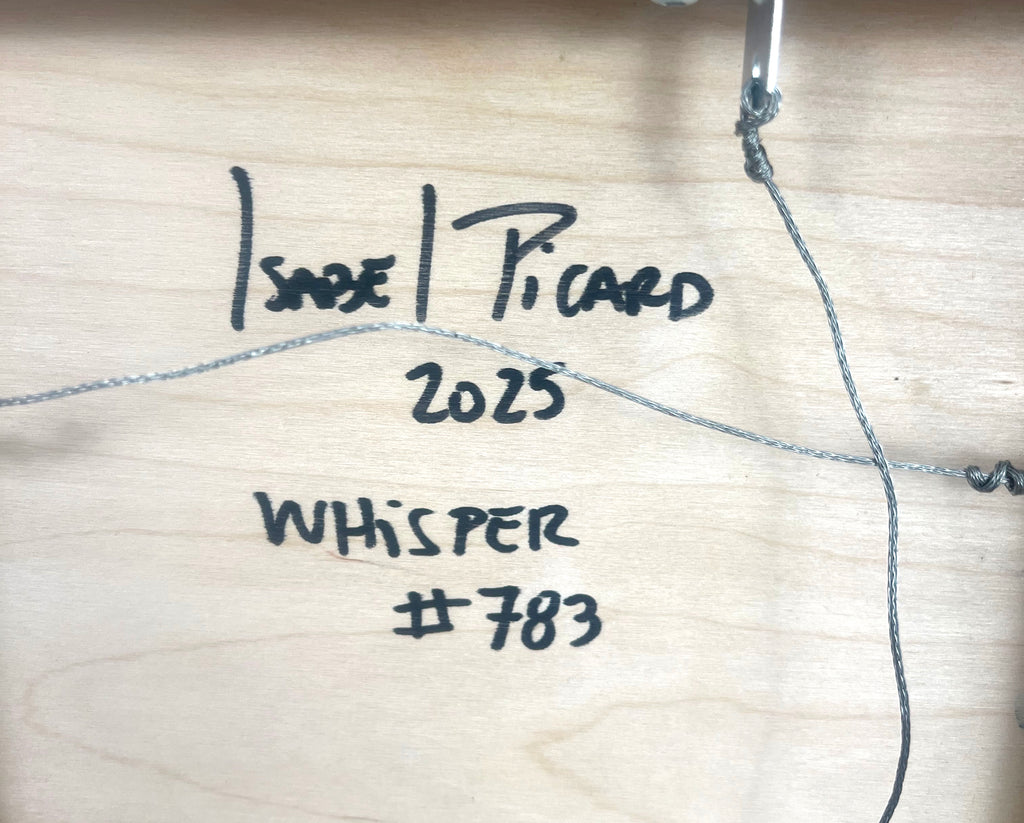 Isabel Picard
2025
WHiSPER
#783